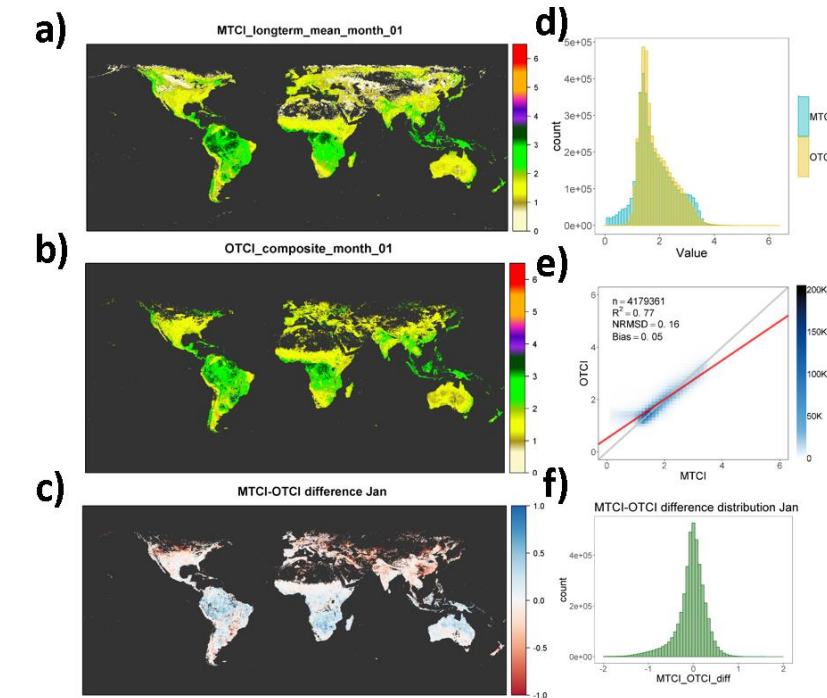 a)
MTCI_longterm_mean_month_01
6
5
4
3
2
1
0
b)
OTCI_composite_month_01
6
5
4
3
2
1
0
c)
MTCI-OTCI difference Jan
1.0
0.5
0.0
-0.5
-1.0
d)
5e+05
4e+05
3e+05
2e+05
1e+05
0e+00
count
0 2 4 6
Value
MTC
OTC
e)
n = 4179361
R² = 0. 77
NRMSD = 0. 16
Bias = 0. 05
6
4
2
0
OTCI
0 2 4 6
MTCI
200K
150K
100K
50K
0
f)
MTCI-OTCI difference distribution Jan
4e+05
2e+05
0e+00
count
-2 -1 0 1 2
MTCI_OTCI_diff